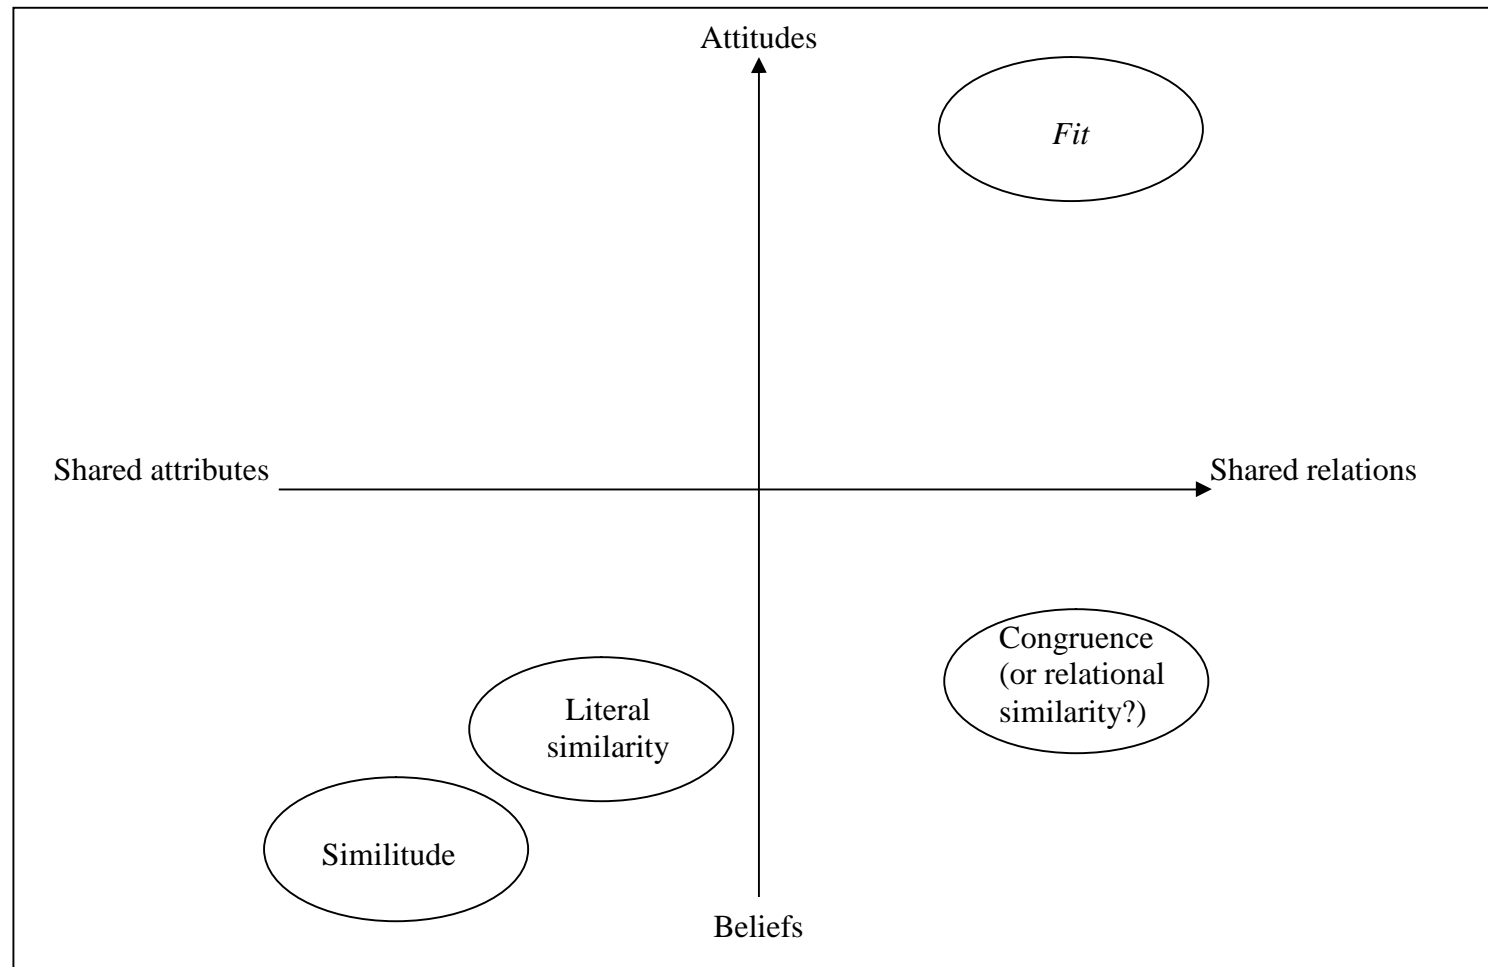 Attitudes
Fit
Shared attributes
Shared relations
Congruence
(or relational
similarity?)
Literal
similarity
Similitude
Beliefs